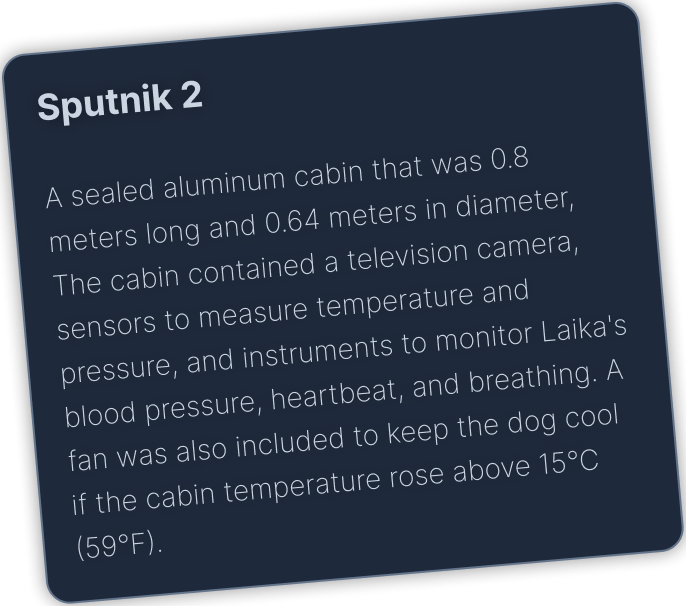 Sputnik 2
A sealed aluminum cabin that was 0.8
meters long and 0.64 meters in diameter,
The cabin contained a television camera,
sensors to measure temperature and
pressure, and instruments to monitor Laika's
blood pressure, heartbeat, and breathing. A
fan was also included to keep the dog cool
if the cabin temperature rose above 15°C
(59°F).